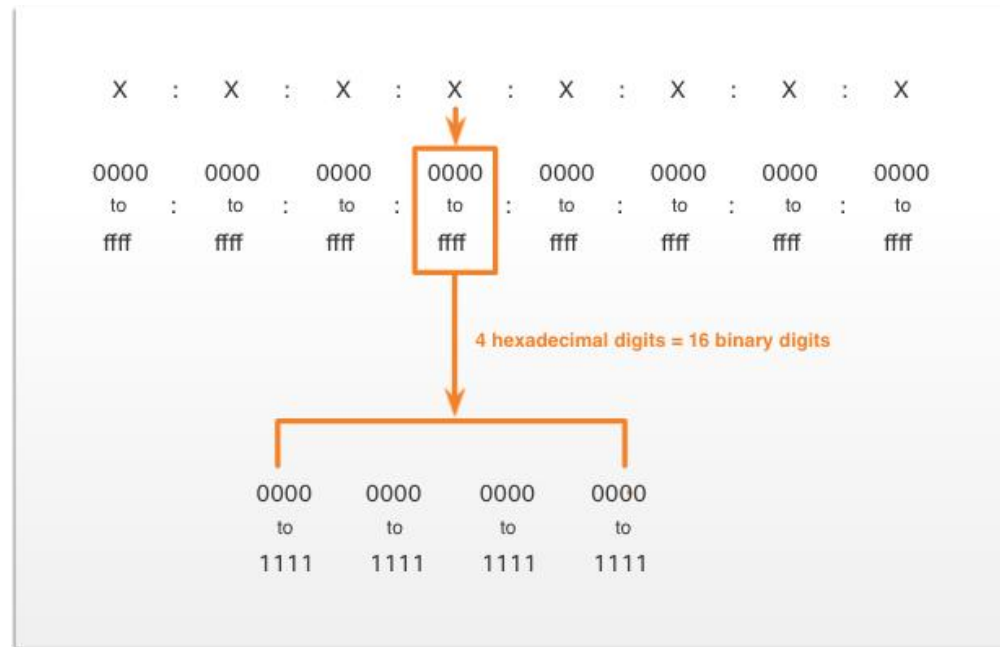 X : X : X : X : X : X : X : X
0000 0000 0000 0000 0000 0000 0000 0000
to : to : to : to : to : to : to : to
ffff ffff ffff ffff ffff ffff ffff ffff
4 hexadecimal digits = 16 binary digits
0000 0000 0000 0000
to to to to
1111 1111 1111 1111